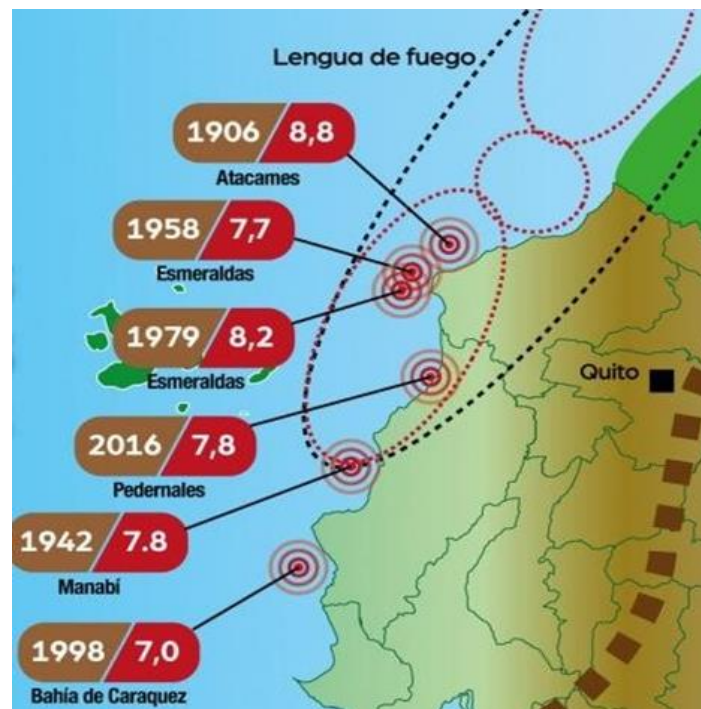 Lengua de fuego
1906 8,8
Atacames
1958 7,7
Esmeraldas
1979 8,2
Esmeraldas
Quito
2016 7,8
Pedernales
1942 7.8
Manabí
1998 7,0
Bahía de Caraquez